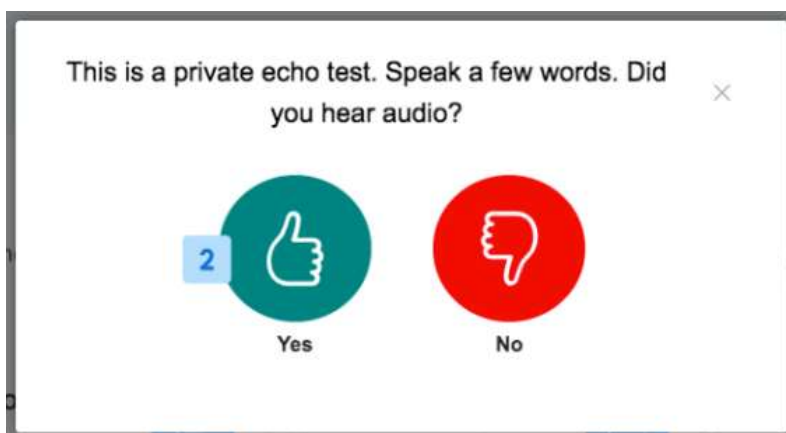 This is a private echo test. Speak a few words. Did
you hear audio?
2
Yes
No